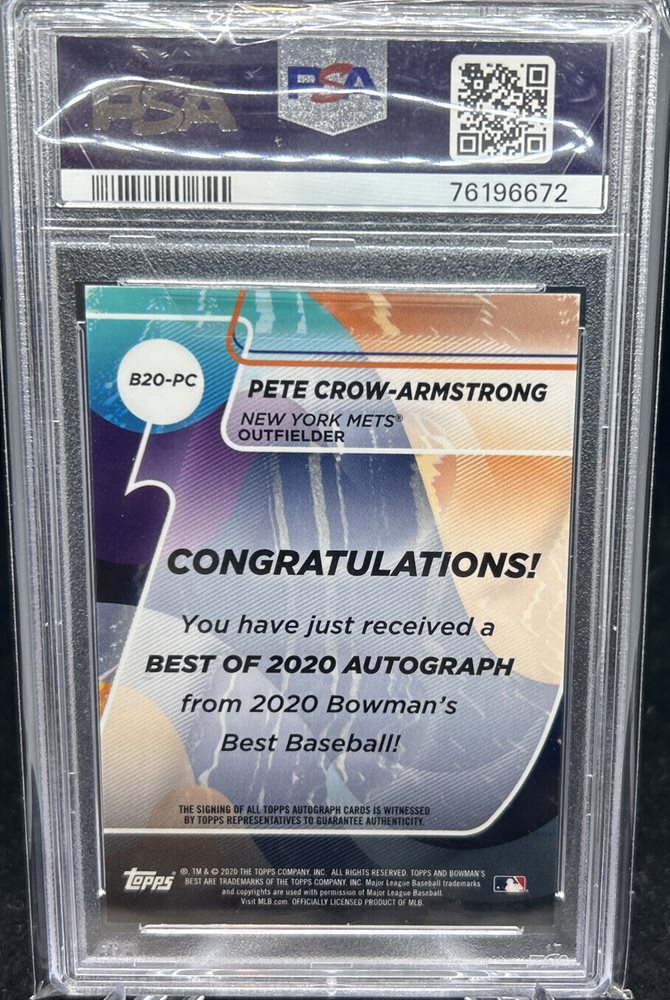 PSA
PSA
76196672
B20-PC
PETE CROW-ARMSTRONG
NEW YORK METS®
OUTFIELDER
CONGRATULATIONS!
You have just received a
BEST OF 2020 AUTOGRAPH
from 2020 Bowman's
Best Baseball!
THE SIGNING OF ALL TOPPS AUTOGRAPH CARDS IS WITNESSED
BY TOPPS REPRESENTATIVES TO GUARANTEE AUTHENTICITY.
Topps
®, TM & © 2020 THE TOPPS COMPANY, INC. ALL RIGHTS RESERVED. TOPPS AND BOWMAN'S
BEST ARE TRADEMARKS OF THE TOPPS COMPANY, INC. Major League Baseball trademarks
and copyrights are used with permission of Major League Baseball.
Visit MLB.com. OFFICIALLY LICENSED PRODUCT OF MLB.
PSA